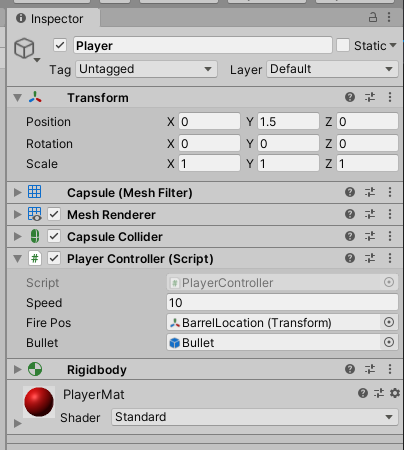 Inspector
Player
Static
Tag Untagged Layer Default
Transform
Position X 0 Y 1.5 Z 0
Rotation X 0 Y 0 Z 0
Scale X 1 Y 1 Z 1
Capsule (Mesh Filter)
Mesh Renderer
Capsule Collider
# Player Controller (Script)
Script # PlayerController
Speed 10
Fire Pos BarrelLocation (Transform)
Bullet Bullet
Rigidbody
PlayerMat
Shader Standard